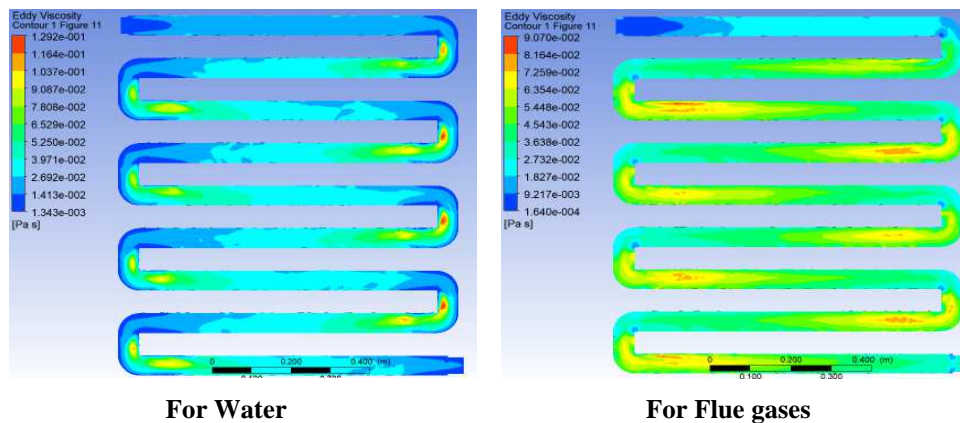 Eddy Viscosity
Contour 1 Figure 11
1.292e-001
1.164e-001
1.037e-001
9.087e-002
7.808e-002
6.529e-002
5.250e-002
3.971e-002
2.692e-002
1.413e-002
1.343e-003
[Pa s]
0 0.200 0.400 (m)
Eddy Viscosity
Contour 1 Figure 11
9.070e-002
8.164e-002
7.259e-002
6.354e-002
5.448e-002
4.543e-002
3.638e-002
2.732e-002
1.827e-002
9.217e-003
1.640e-004
[Pa s]
0 0.200 0.400 (m)
0.100 0.300
For Water
For Flue gases